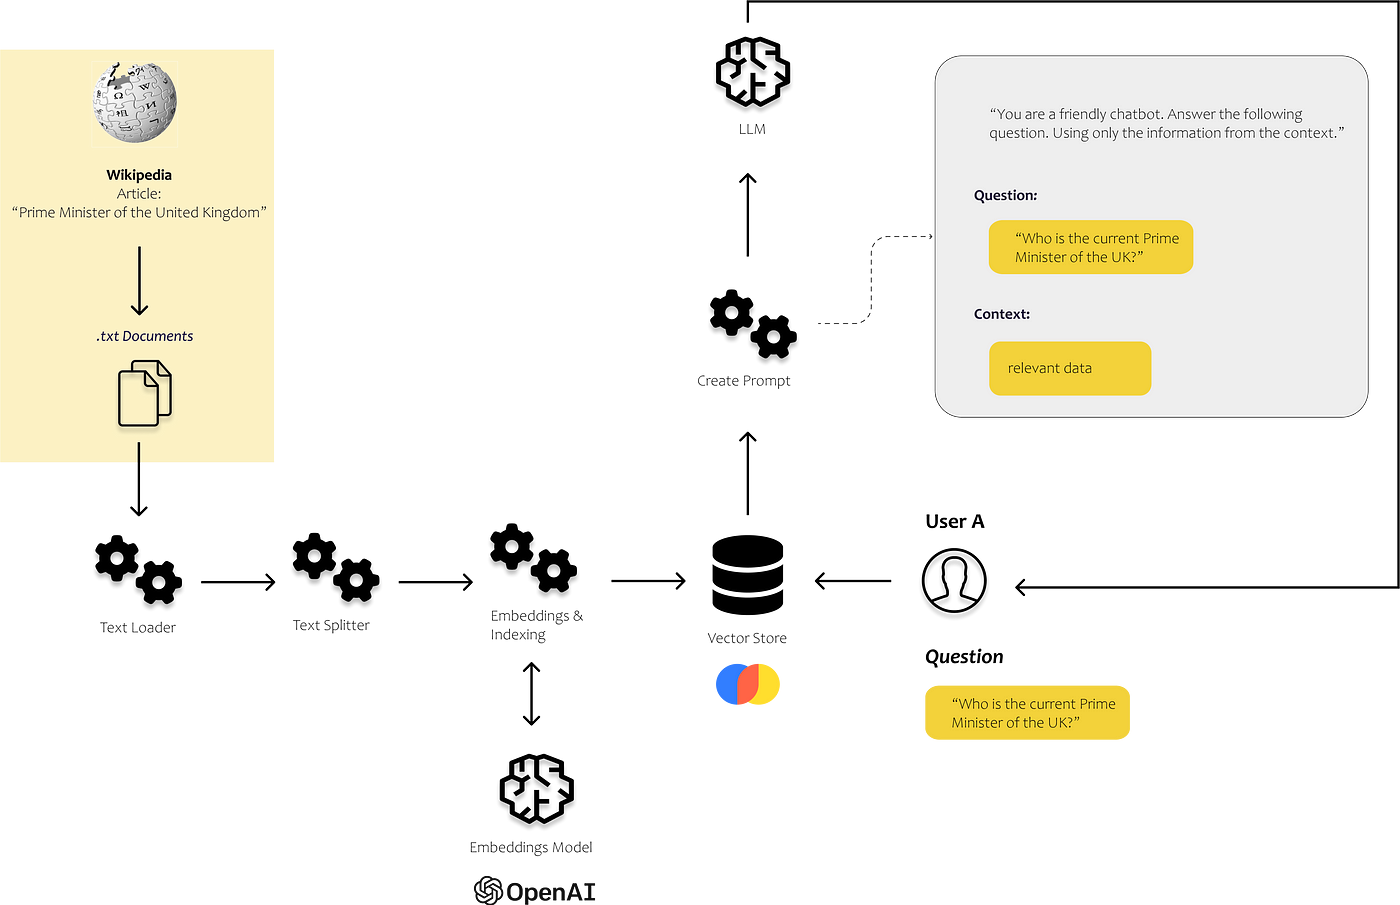 Wikipedia
Article:
“Prime Minister of the United Kingdom”
.txt Documents
Text Loader
Text Splitter
Embeddings &
Indexing
Embeddings Model
OpenAI
Vector Store
Create Prompt
LLM
“You are a friendly chatbot. Answer the following
question. Using only the information from the context.”
Question:
“Who is the current Prime
Minister of the UK?”
Context:
relevant data
User A
Question
“Who is the current Prime
Minister of the UK?”